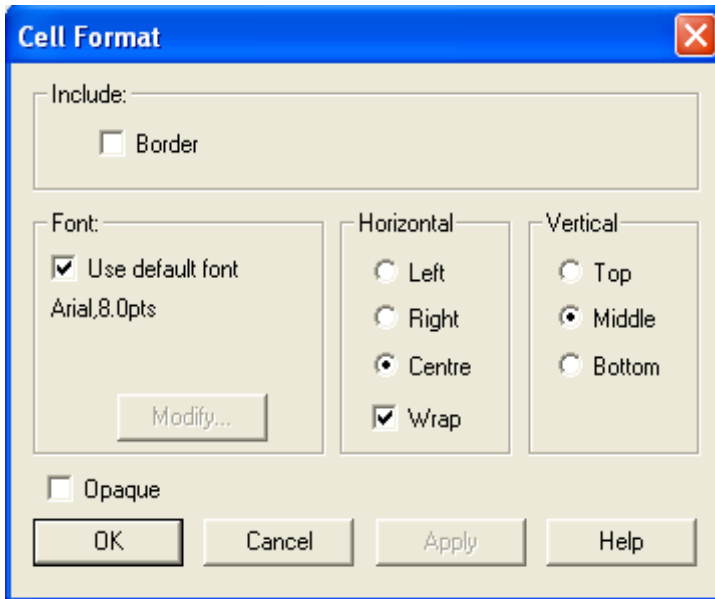 Cell Format
Include:
Border
Font:
Use default font
Arial,8.0pts
Modify...
Horizontal
Left
Right
Centre
Wrap
Vertical
Top
Middle
Bottom
Opaque
OK Cancel Apply Help